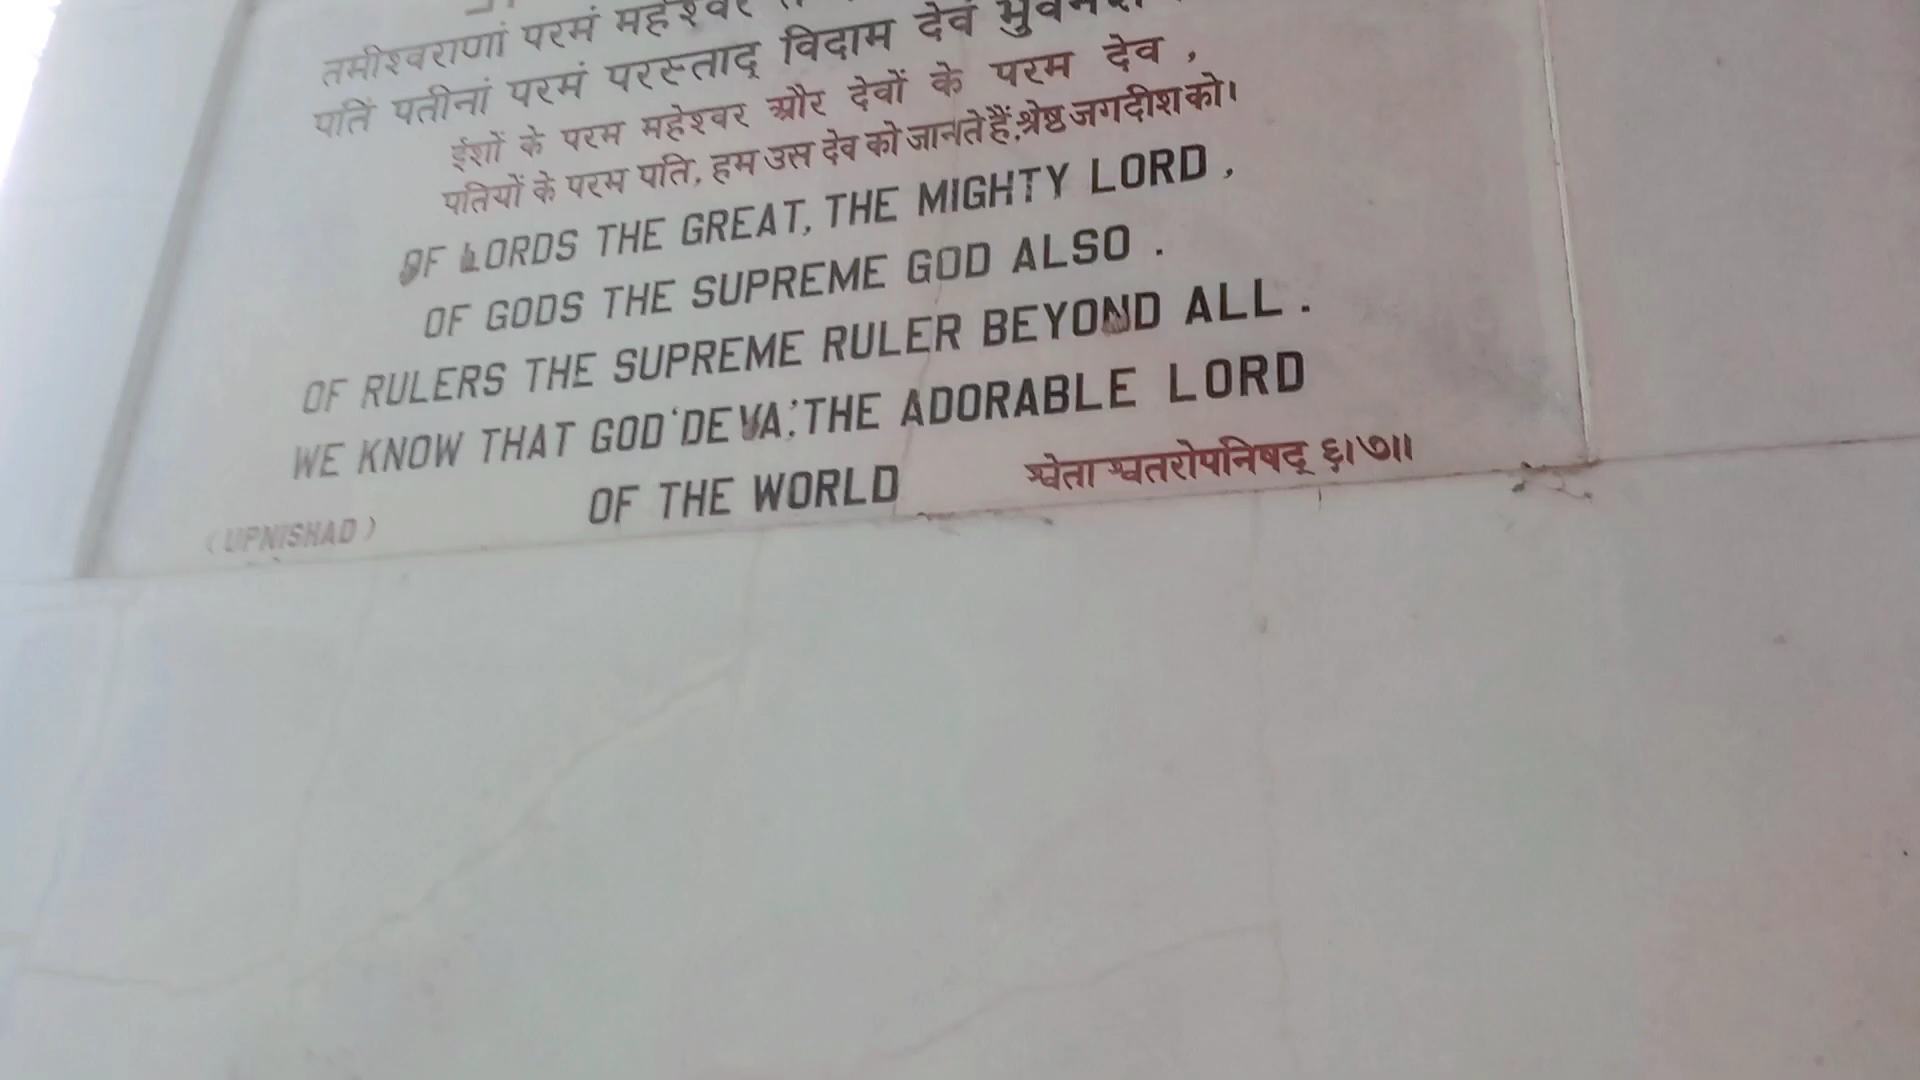 तमीश्वराणां परमं
पतिं पतीनां परमं परस्ताद् विदाम देवं
ईशों के परम महेश्वर और देवों के परम देव ,
पतियों के परम पति, हम उस देव को जानते हैं, श्रेष्ठ जगदीश को।
OF LORDS THE GREAT, THE MIGHTY LORD ,
OF GODS THE SUPREME GOD ALSO .
OF RULERS THE SUPREME RULER BEYOND ALL .
WE KNOW THAT GOD 'DEVA': THE ADORABLE LORD
OF THE WORLD
श्वेता श्वतरोपनिषद् ६।७॥
(UPNISHAD)